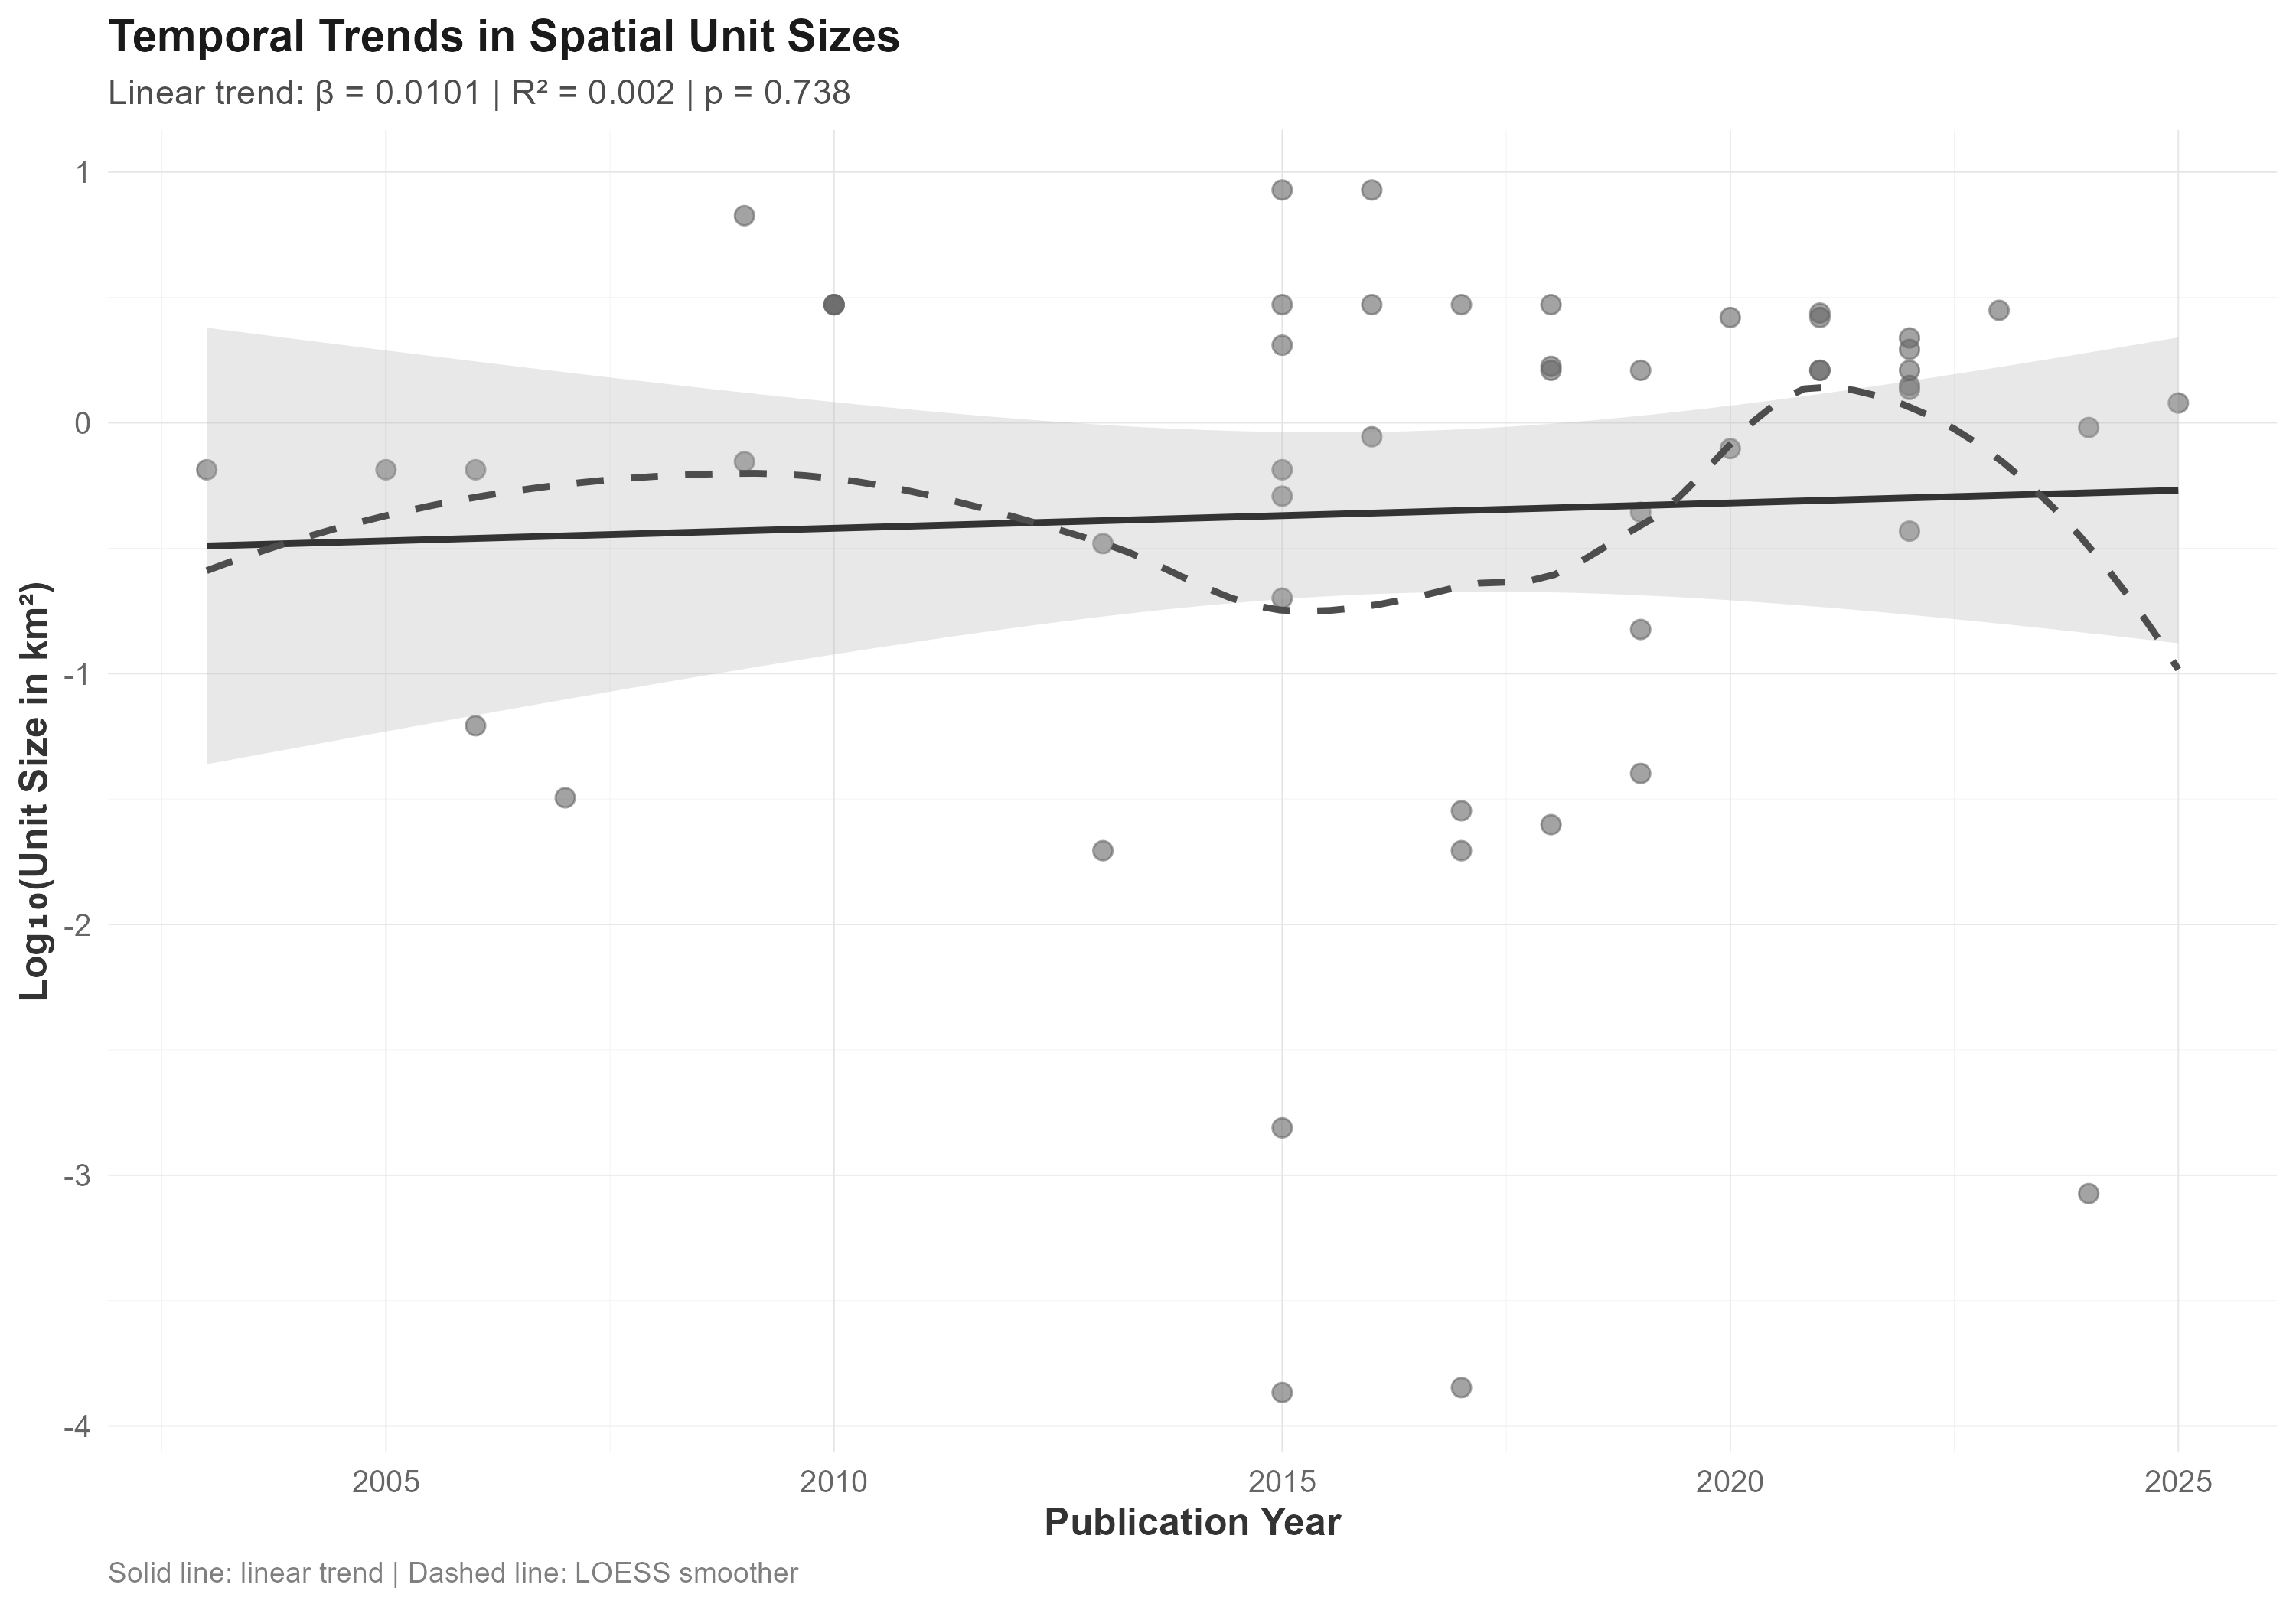 Temporal Trends in Spatial Unit Sizes
Linear trend: β = 0.0101 | R² = 0.002 | p = 0.738
Log₁₀(Unit Size in km²)
1
0
-1
-2
-3
-4
2005
2010
2015
2020
2025
Publication Year
Solid line: linear trend | Dashed line: LOESS smoother